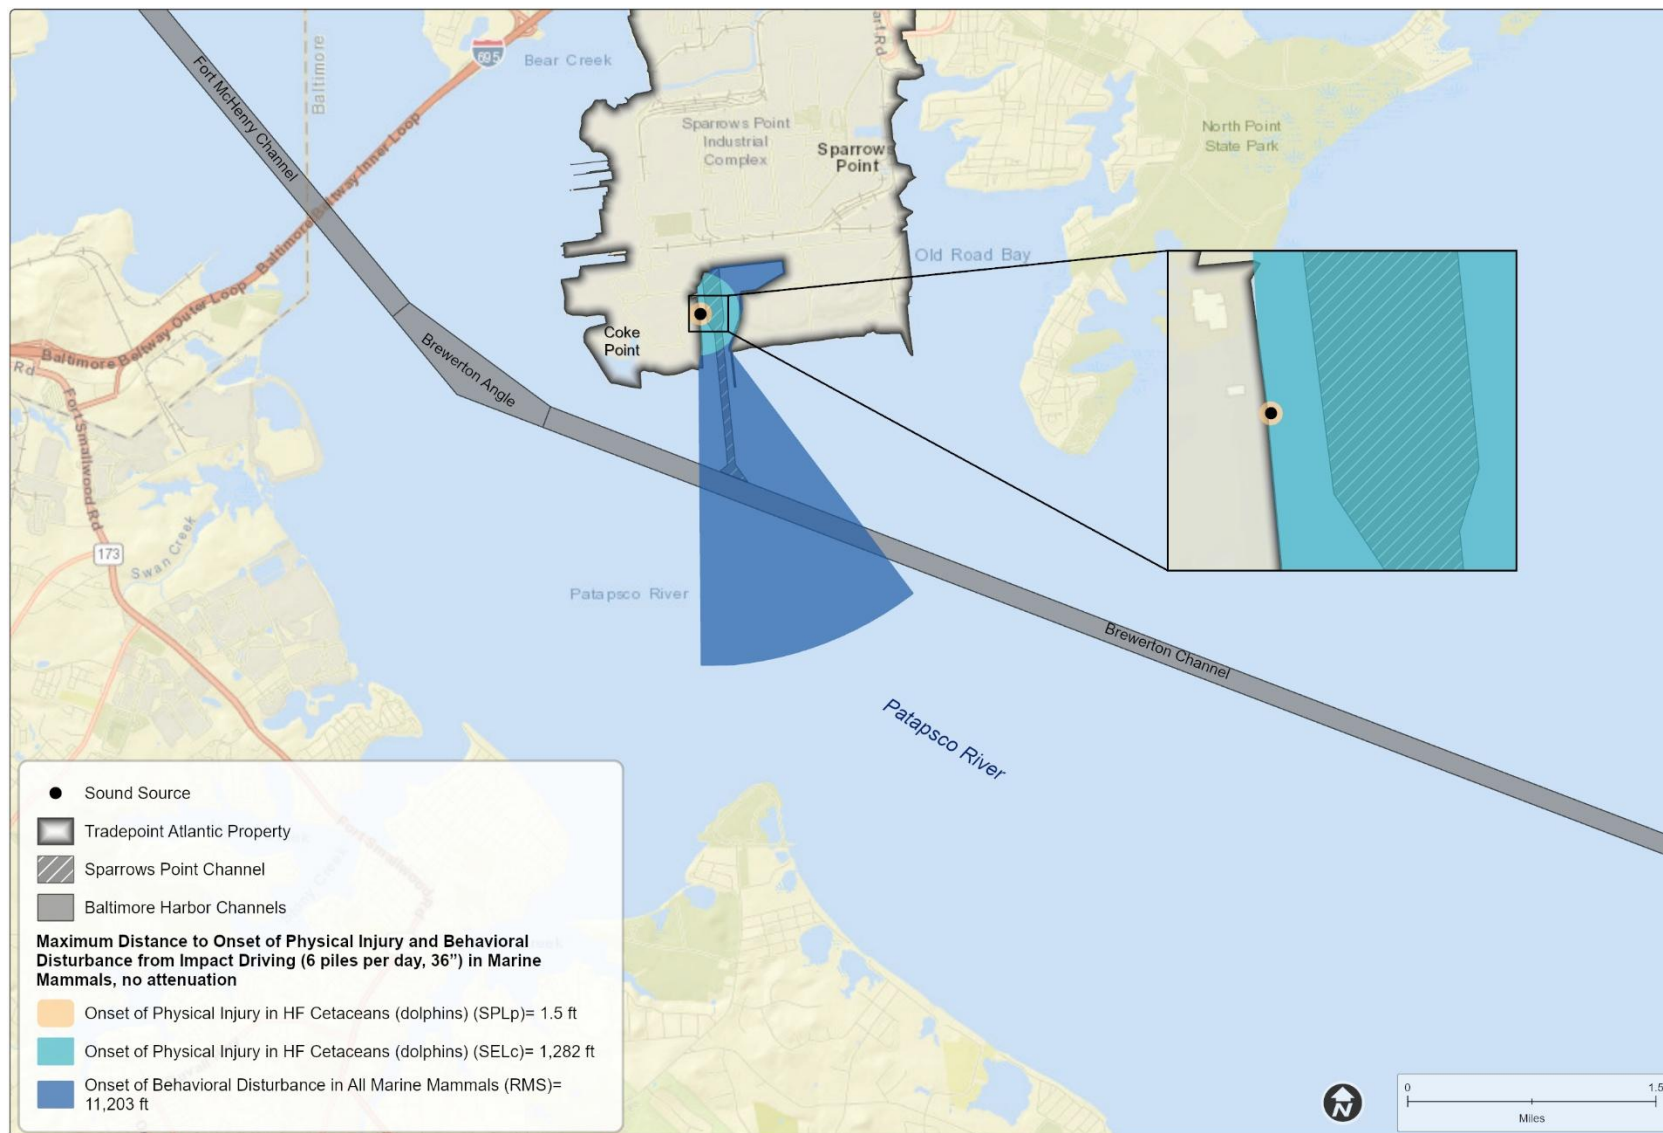 Bear Creek
695
Baltimore
Fort McHenry Channel
Baltimore Beltway Inner Loop
Sparrows Point
Industrial
Complex
Sparrows
Point
North Point
State Park
Old Road Bay
Baltimore Beltway Outer Loop
Rd
Coke
Point
Brewerton Angle
Fort Smallwood Rd
173
Swan Creek
Patapsco River
Brewerton Channel
Patapsco River
Sound Source
Tradepoint Atlantic Property
Sparrows Point Channel
Baltimore Harbor Channels
Maximum Distance to Onset of Physical Injury and Behavioral
Disturbance from Impact Driving (6 piles per day, 36”) in Marine
Mammals, no attenuation
Onset of Physical Injury in HF Cetaceans (dolphins) (SPLp)= 1.5 ft
Onset of Physical Injury in HF Cetaceans (dolphins) (SELc)= 1,282 ft
Onset of Behavioral Disturbance in All Marine Mammals (RMS)=
11,203 ft
N
0 1.5
Miles